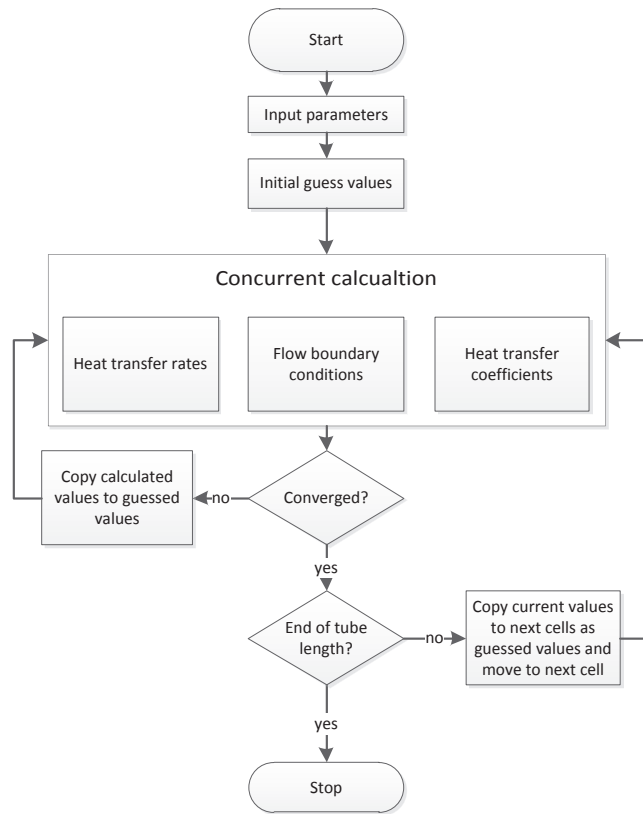 Start
Input parameters
Initial guess values
Concurrent calcualtion
Heat transfer rates
Flow boundary
conditions
Heat transfer
coefficients
Copy calculated
values to guessed
values
no
Converged?
yes
End of tube
length?
no
Copy current values
to next cells as
guessed values and
move to next cell
yes
Stop